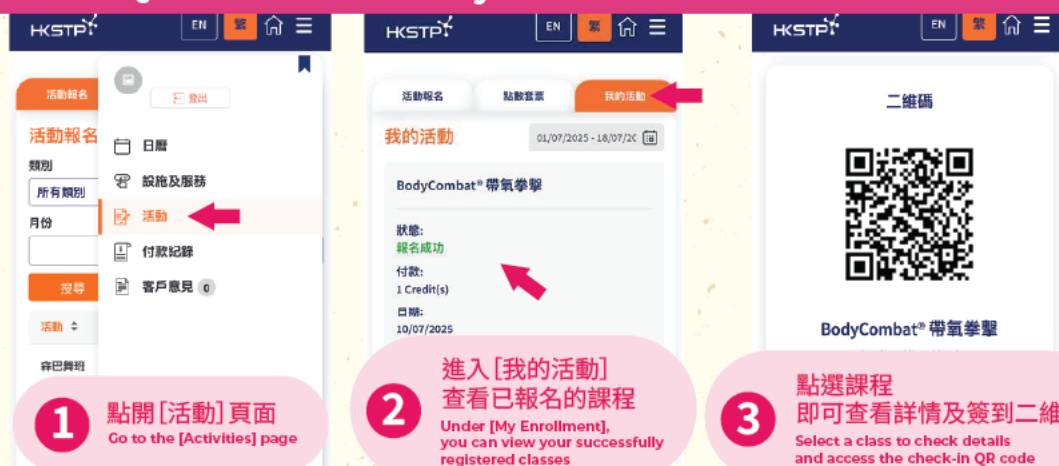 HKSTP
EN
繁
活動報名
登出
活動報名
類別
所有類別
月份
搜尋
活動
森巴舞班
日曆
設施及服務
活動
付款紀錄
客戶意見 0
1
點開［活動］頁面
Go to the [Activities] page
HKSTP
EN
繁
活動報名
點數套票
我的活動
我的活動
01/07/2025 - 18/07/2
BodyCombat® 帶氧拳擊
狀態:
報名成功
付款:
1 Credit(s)
日期:
10/07/2025
2
進入［我的活動］
查看已報名的課程
Under [My Enrollment],
you can view your successfully
registered classes
HKSTP
EN
繁
二維碼
BodyCombat® 帶氧拳擊
3
點選課程
即可查看詳情及簽到二維
Select a class to check details
and access the check-in QR code